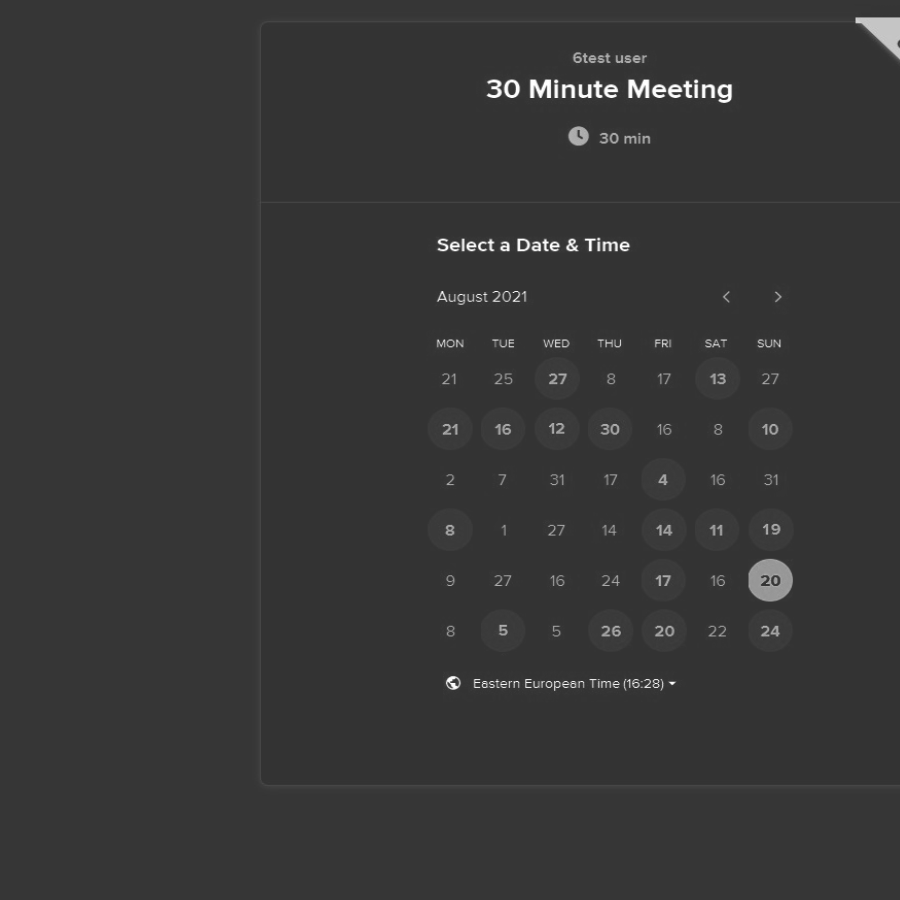 6test user
30 Minute Meeting
30 min
Select a Date & Time
August 2021
MON TUE WED THU FRI SAT SUN
21 25 27 8 17 13 27
21 16 12 30 16 8 10
2 7 31 17 4 16 31
8 1 27 14 14 11 19
9 27 16 24 17 16 20
8 5 5 26 20 22 24
Eastern European Time (16:28)